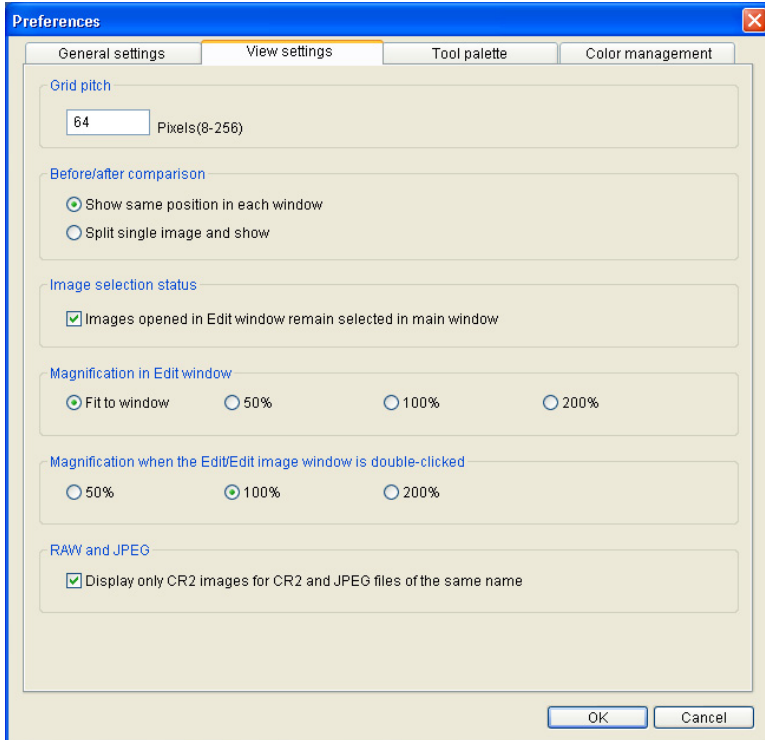 Preferences
General settings View settings Tool palette Color management
Grid pitch
64 Pixels(8-256)
Before/after comparison
Show same position in each window
Split single image and show
Image selection status
Images opened in Edit window remain selected in main window
Magnification in Edit window
Fit to window 50% 100% 200%
Magnification when the Edit/Edit image window is double-clicked
50% 100% 200%
RAW and JPEG
Display only CR2 images for CR2 and JPEG files of the same name
OK Cancel